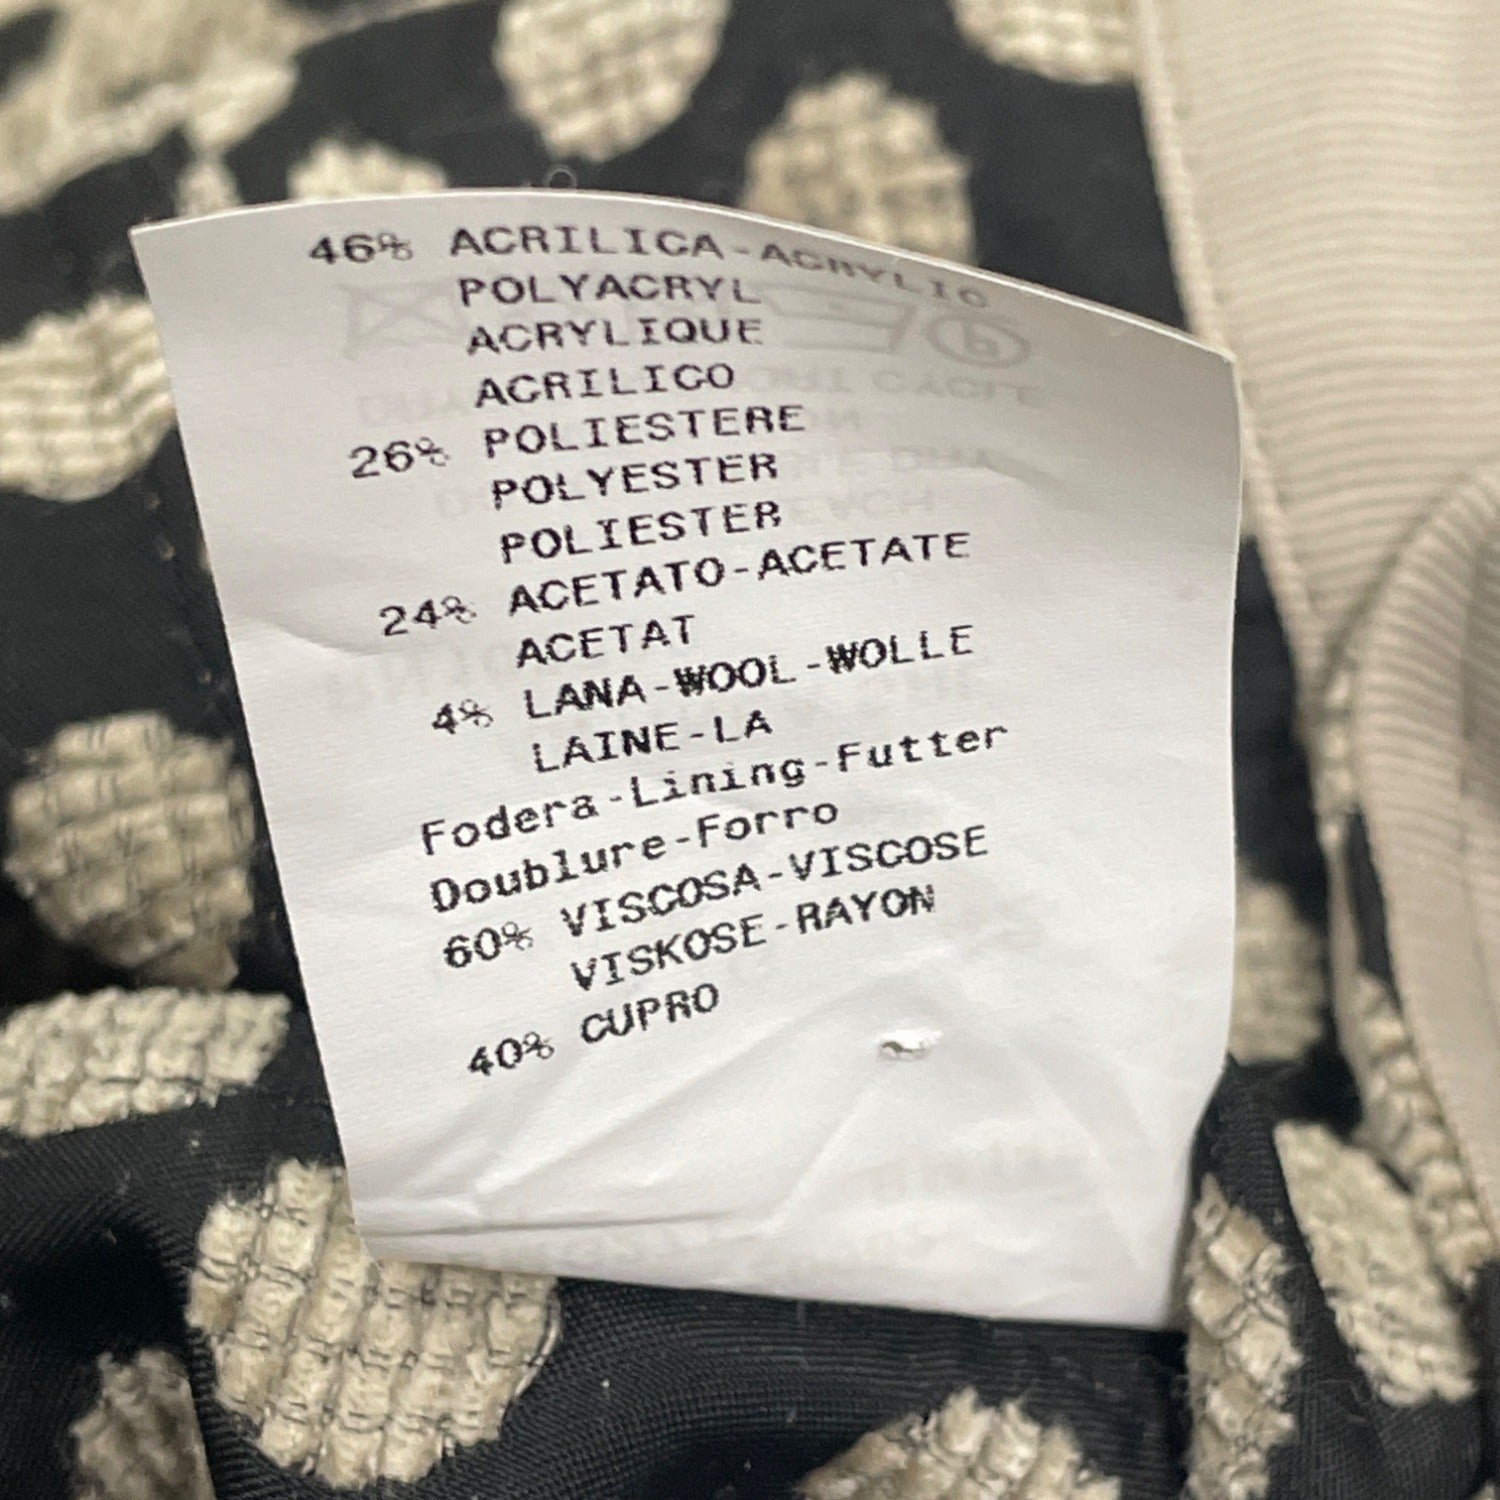 46% ACRILICA-ACRYLIC
POLYACRYL
ACRYLIQUE
ACRILICO
26% POLIESTERE
POLYESTER
POLIESTER
24% ACETATO-ACETATE
ACETAT
4% LANA-WOOL-WOLLE
LAINE-LA
Fodera-Lining-Futter
Doublure-Forro
60% VISCOSA-VISCOSE
VISKOSE-RAYON
40% CUPRO